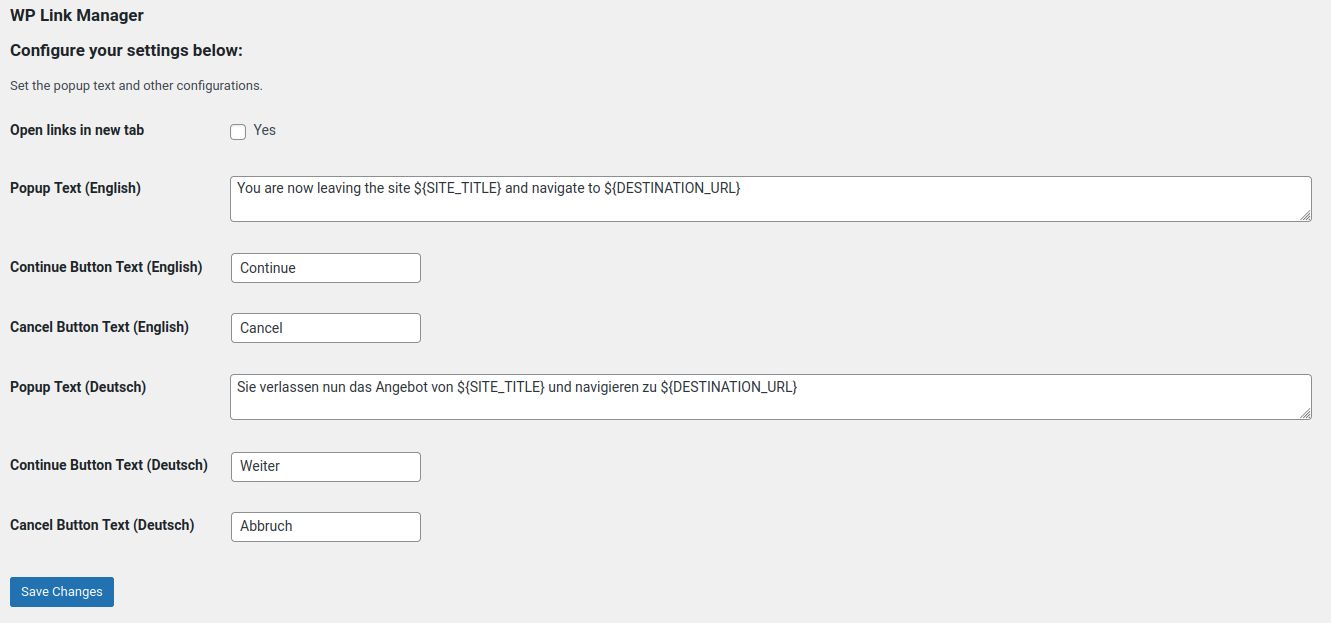 WP Link Manager
Configure your settings below:
Set the popup text and other configurations.
Open links in new tab Yes
Popup Text (English) You are now leaving the site ${SITE_TITLE} and navigate to ${DESTINATION_URL}
Continue Button Text (English) Continue
Cancel Button Text (English) Cancel
Popup Text (Deutsch) Sie verlassen nun das Angebot von ${SITE_TITLE} und navigieren zu ${DESTINATION_URL}
Continue Button Text (Deutsch) Weiter
Cancel Button Text (Deutsch) Abbruch
Save Changes